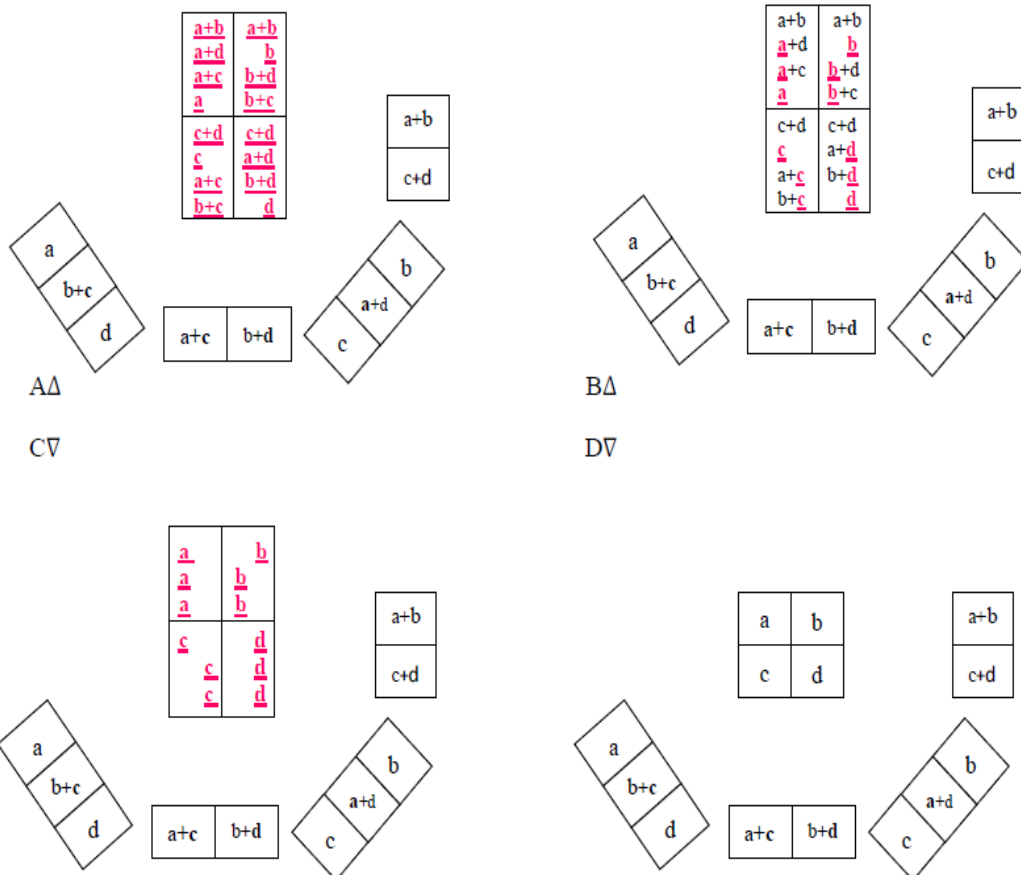 a+b a+b
a+d b
a+c b+d
a b+c
c+d c+d
c a+d
a+c b+d
b+c d
a+b
c+d
a
b+c
d
a+c b+d
b
a+d
c
AΔ
a+b a+b
a+d b
a+c b+d
a b+c
c+d c+d
c a+d
a+c b+d
b+c d
a+b
c+d
a
b+c
d
a+c b+d
b
a+d
c
BΔ
C∇
D∇
a b
a b
a b
c d
c d
c d
a+b
c+d
a
b+c
d
a+c b+d
b
a+d
c
a b
c d
a+b
c+d
a
b+c
d
a+c b+d
b
a+d
c